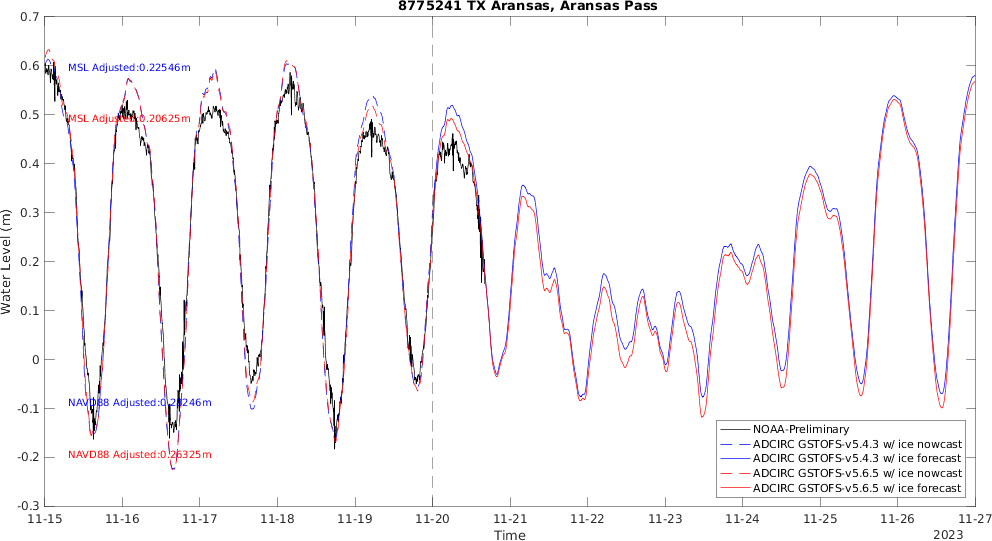 8775241 TX Aransas, Aransas Pass
0.7
0.6
0.5
0.4
0.3
0.2
0.1
0
-0.1
-0.2
-0.3
Water Level (m)
MSL Adjusted:0.22546m
MSL Adjusted:0.20625m
NAVD88 Adjusted:0.28246m
NAVD88 Adjusted:0.26325m
NOAA-Preliminary
ADCIRC GSTOFS-v5.4.3 w/ ice nowcast
ADCIRC GSTOFS-v5.4.3 w/ ice forecast
ADCIRC GSTOFS-v5.6.5 w/ ice nowcast
ADCIRC GSTOFS-v5.6.5 w/ ice forecast
11-15 11-16 11-17 11-18 11-19 11-20 11-21 11-22 11-23 11-24 11-25 11-26 11-27
Time
2023